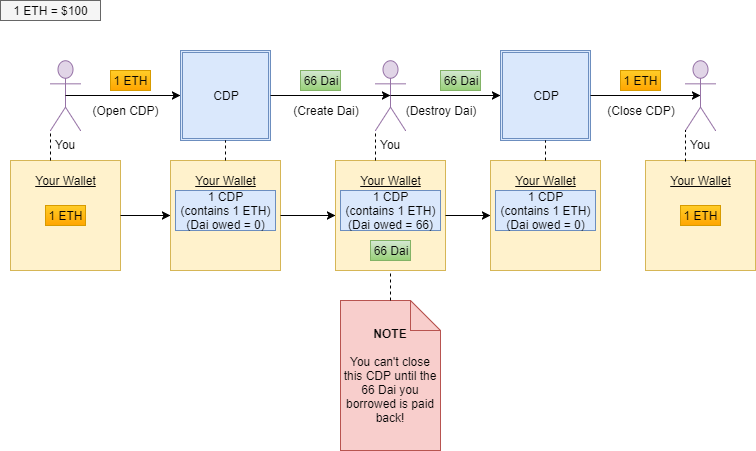 1 ETH = $100
1 ETH
66 Dai
66 Dai
1 ETH
CDP
CDP
(Open CDP)
(Create Dai)
(Destroy Dai)
(Close CDP)
You
You
You
Your Wallet
1 ETH
Your Wallet
1 CDP
(contains 1 ETH)
(Dai owed = 0)
Your Wallet
1 CDP
(contains 1 ETH)
(Dai owed = 66)
66 Dai
Your Wallet
1 CDP
(contains 1 ETH)
(Dai owed = 0)
Your Wallet
1 ETH
NOTE
You can't close
this CDP until the
66 Dai you
borrowed is paid
back!